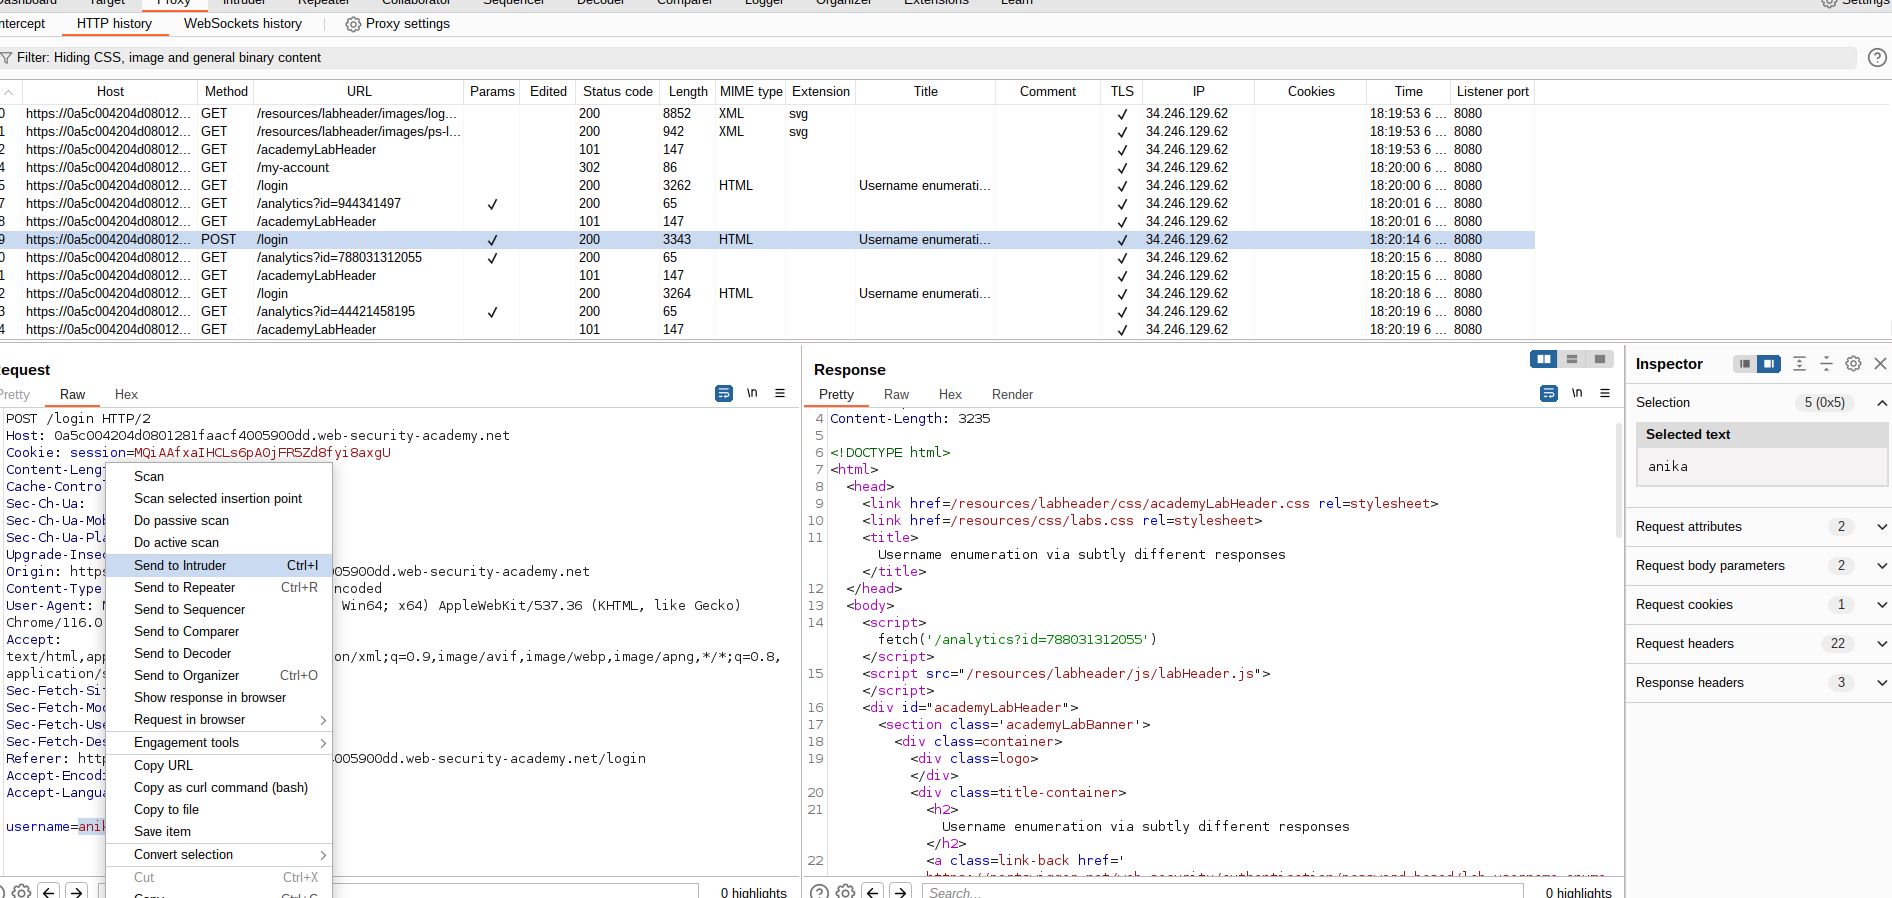 Dashboard Target Proxy Intruder Repeater Collaborator Sequencer Decoder Comparer Logger Organizer Extensions Learn Settings
ntercept HTTP history WebSockets history Proxy settings
Filter: Hiding CSS, image and general binary content
Host Method URL Params Edited Status code Length MIME type Extension Title Comment TLS IP Cookies Time Listener port
0 https://0a5c004204d08012... GET /resources/labheader/images/log... 200 8852 XML svg ✓ 34.246.129.62 18:19:53 6 ... 8080
1 https://0a5c004204d08012... GET /resources/labheader/images/ps-l... 200 942 XML svg ✓ 34.246.129.62 18:19:53 6 ... 8080
2 https://0a5c004204d08012... GET /academyLabHeader 101 147 ✓ 34.246.129.62 18:19:53 6 ... 8080
4 https://0a5c004204d08012... GET /my-account 302 86 ✓ 34.246.129.62 18:20:00 6 ... 8080
5 https://0a5c004204d08012... GET /login 200 3262 HTML Username enumerati... ✓ 34.246.129.62 18:20:00 6 ... 8080
7 https://0a5c004204d08012... GET /analytics?id=944341497 ✓ 200 65 ✓ 34.246.129.62 18:20:01 6 ... 8080
8 https://0a5c004204d08012... GET /academyLabHeader 101 147 ✓ 34.246.129.62 18:20:01 6 ... 8080
9 https://0a5c004204d08012... POST /login ✓ 200 3343 HTML Username enumerati... ✓ 34.246.129.62 18:20:14 6 ... 8080
0 https://0a5c004204d08012... GET /analytics?id=788031312055 ✓ 200 65 ✓ 34.246.129.62 18:20:15 6 ... 8080
1 https://0a5c004204d08012... GET /academyLabHeader 101 147 ✓ 34.246.129.62 18:20:15 6 ... 8080
2 https://0a5c004204d08012... GET /login 200 3264 HTML Username enumerati... ✓ 34.246.129.62 18:20:18 6 ... 8080
3 https://0a5c004204d08012... GET /analytics?id=44421458195 ✓ 200 65 ✓ 34.246.129.62 18:20:19 6 ... 8080
4 https://0a5c004204d08012... GET /academyLabHeader 101 147 ✓ 34.246.129.62 18:20:19 6 ... 8080
equest
Pretty Raw Hex \n
POST /login HTTP/2
Host: 0a5c004204d0801281faacf4005900dd.web-security-academy.net
Cookie: session=MQiAAfxaIHCLs6pA0jFR5Zd8fyi8axgU
Content-Leng
Cache-Contro
Sec-Ch-Ua:
Sec-Ch-Ua-Mob
Sec-Ch-Ua-Pla
Upgrade-Insec
Origin: https 005900dd.web-security-academy.net
Content-Type ncoded
User-Agent: M Win64; x64) AppleWebKit/537.36 (KHTML, like Gecko)
Chrome/116.0
Accept:
text/html,app on/xml;q=0.9,image/avif,image/webp,image/apng,*/*;q=0.8,
application/s
Sec-Fetch-Sit
Sec-Fetch-Mod
Sec-Fetch-Use
Sec-Fetch-Des
Referer: http 4005900dd.web-security-academy.net/login
Accept-Encodi
Accept-Langua
username=anik
Scan
Scan selected insertion point
Do passive scan
Do active scan
Send to Intruder Ctrl+I
Send to Repeater Ctrl+R
Send to Sequencer
Send to Comparer
Send to Decoder
Send to Organizer Ctrl+O
Show response in browser
Request in browser
Engagement tools
Copy URL
Copy as curl command (bash)
Copy to file
Save item
Convert selection
Cut Ctrl+X
Copy Ctrl+C
0 highlights
Response
Pretty Raw Hex Render \n
4 Content-Length: 3235
5
6 <!DOCTYPE html>
7 <html>
8 <head>
9 <link href=/resources/labheader/css/academyLabHeader.css rel=stylesheet>
10 <link href=/resources/css/labs.css rel=stylesheet>
11 <title>
Username enumeration via subtly different responses
</title>
12 </head>
13 <body>
14 <script>
fetch('/analytics?id=788031312055')
</script>
15 <script src="/resources/labheader/js/labHeader.js">
</script>
16 <div id="academyLabHeader">
17 <section class='academyLabBanner'>
18 <div class=container>
19 <div class=logo>
</div>
20 <div class=title-container>
21 <h2>
Username enumeration via subtly different responses
</h2>
22 <a class=link-back href='
Search... 0 highlights
Inspector
Selection 5 (0x5)
Selected text
anika
Request attributes 2
Request body parameters 2
Request cookies 1
Request headers 22
Response headers 3